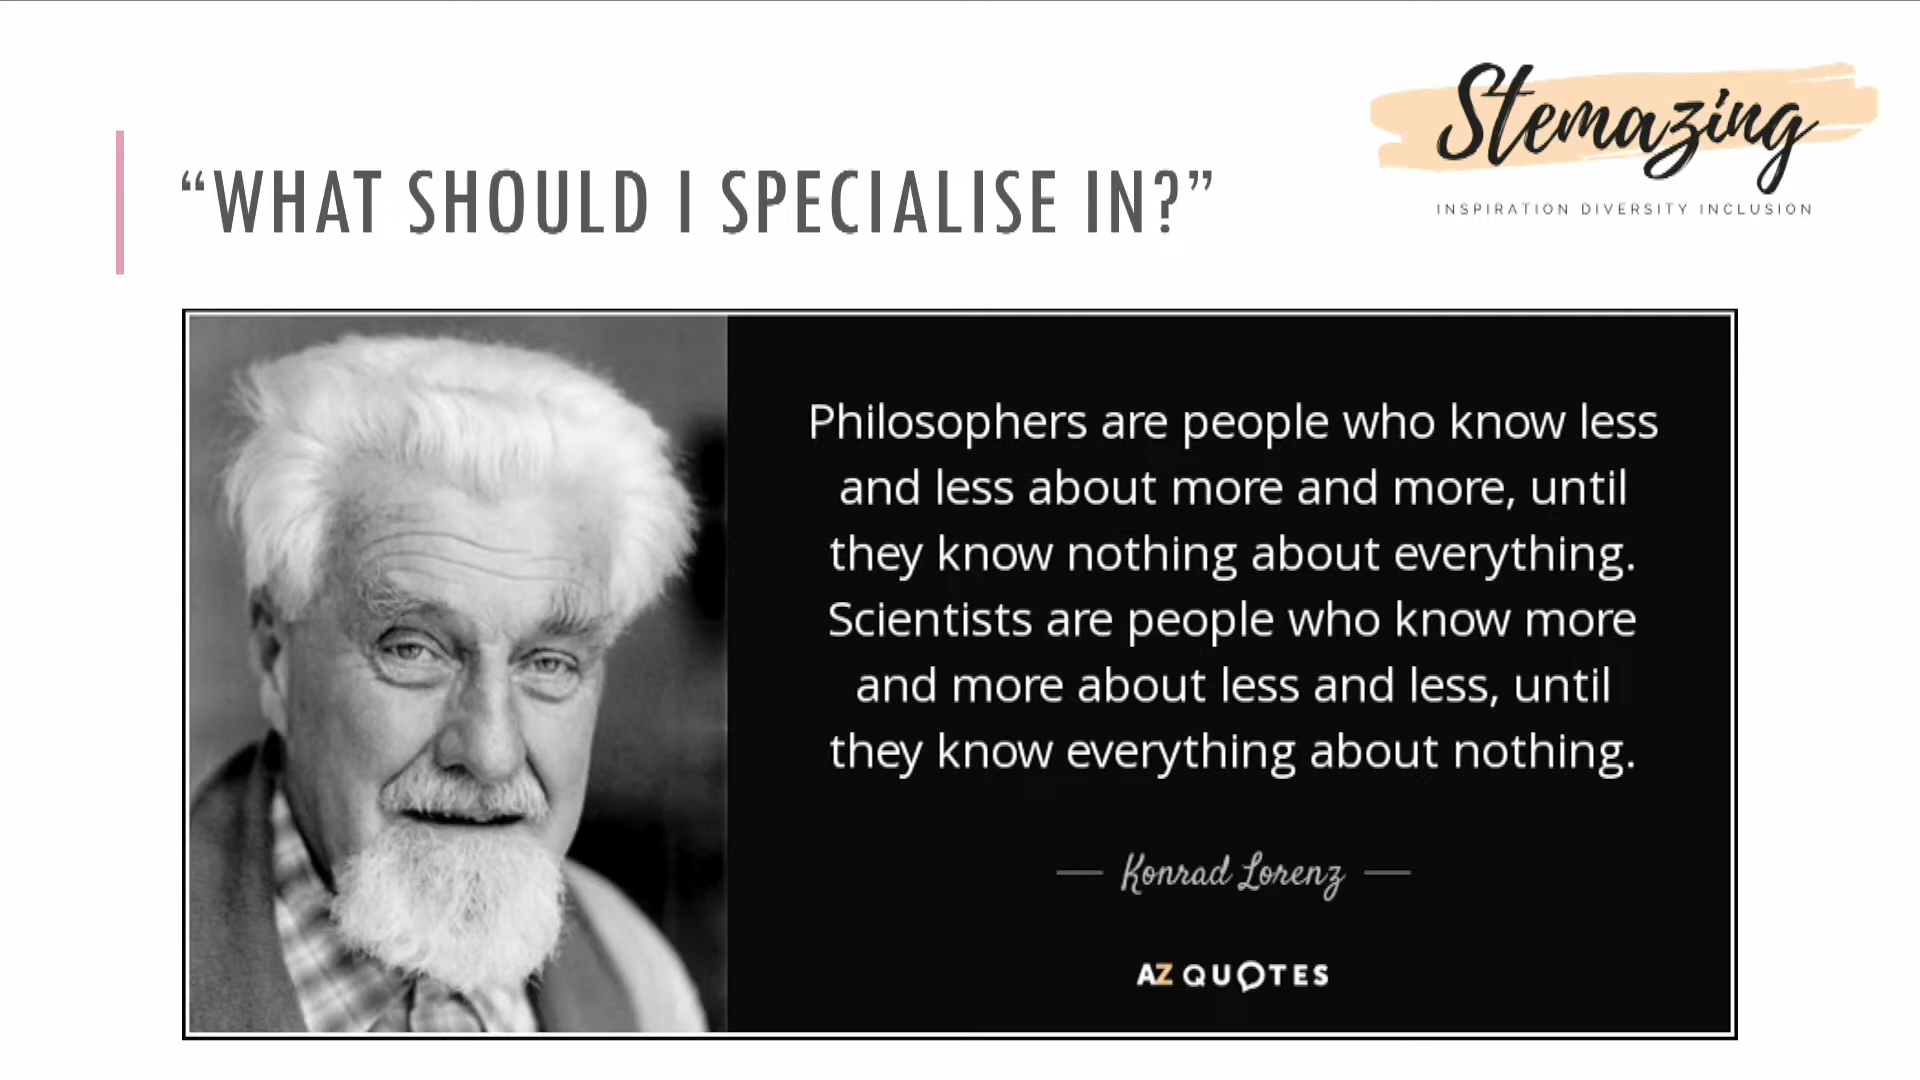 Stemazing
INSPIRATION DIVERSITY INCLUSION
“WHAT SHOULD I SPECIALISE IN?”
Philosophers are people who know less
and less about more and more, until
they know nothing about everything.
Scientists are people who know more
and more about less and less, until
they know everything about nothing.
— Konrad Lorenz —
AZ QUOTES